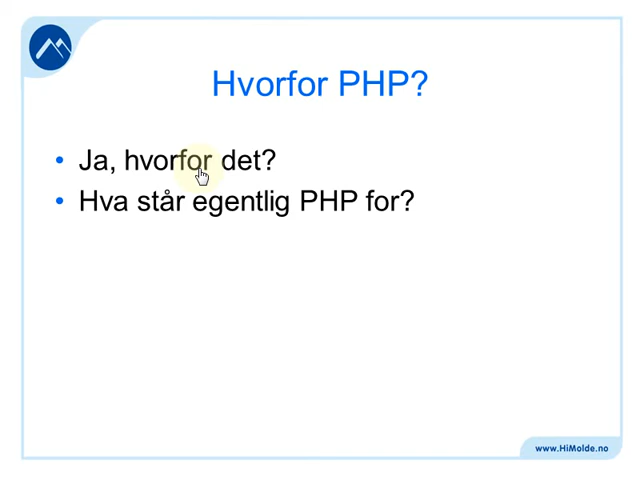 Hvorfor PHP?
• Ja, hvorfor det?
• Hva står egentlig PHP for?
www.HiMolde.no